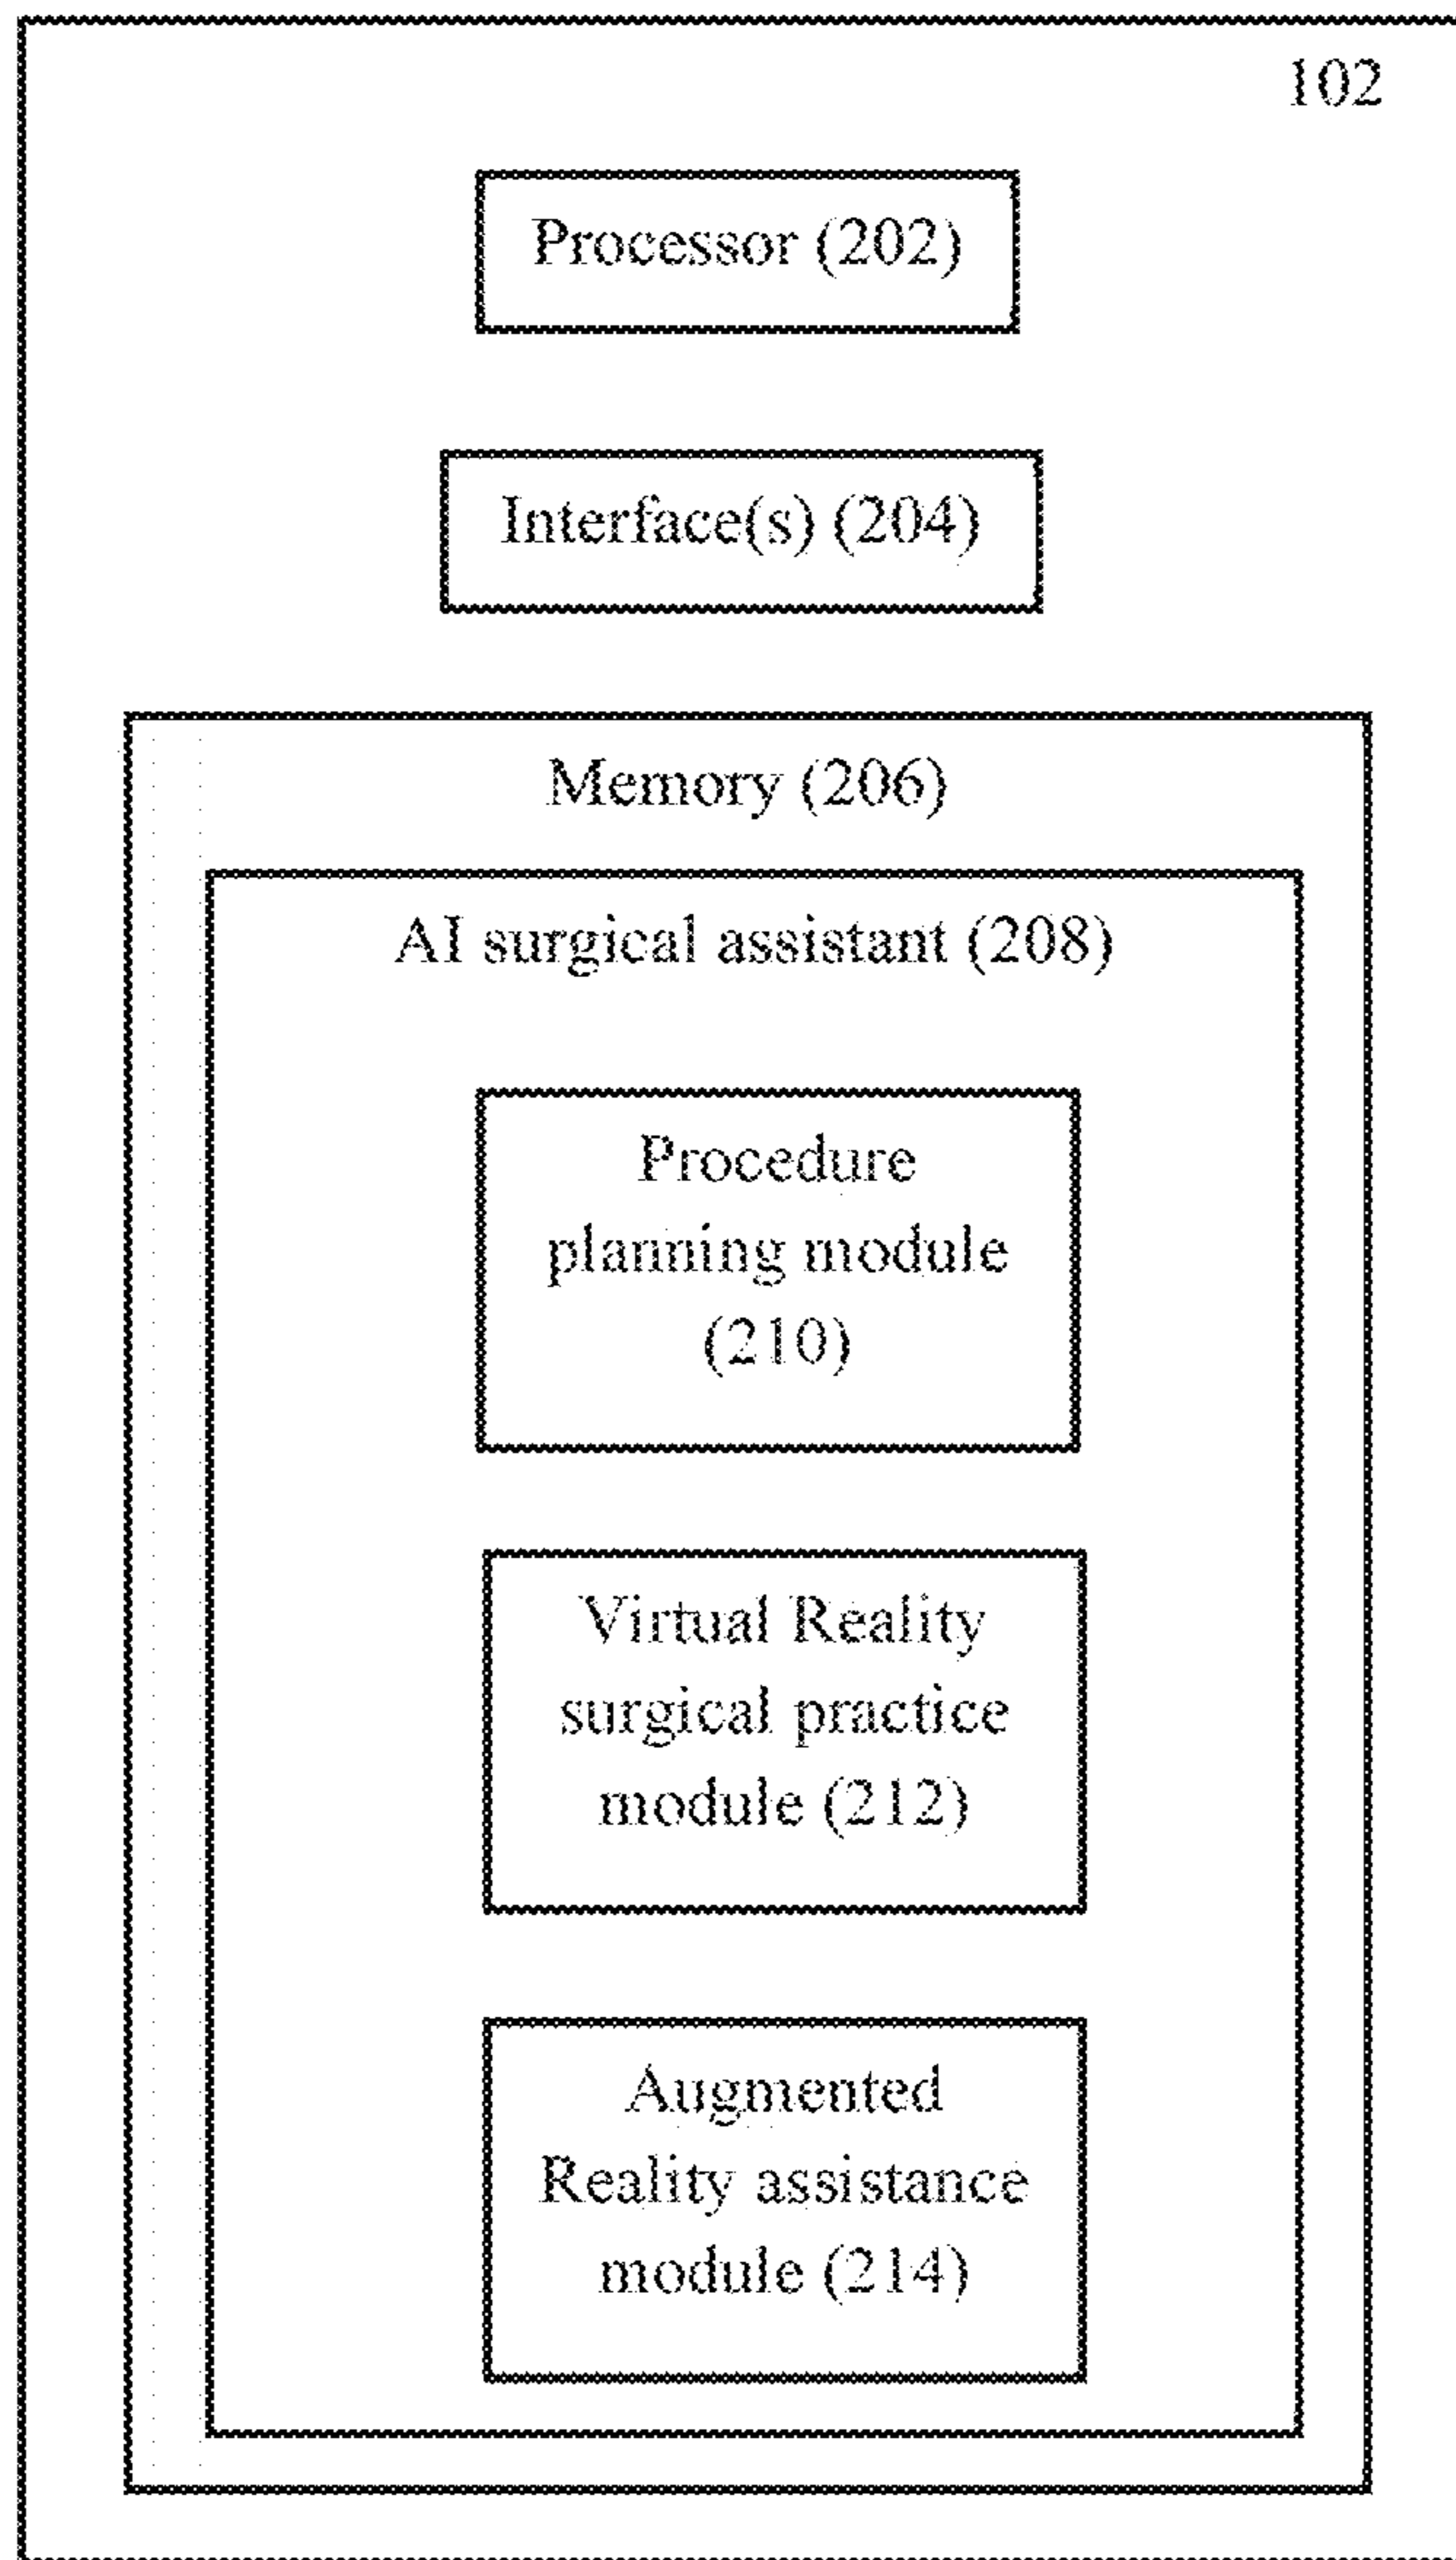 102
Processor (202)
Interface(s) (204)
Memory (206)
AI surgical assistant (208)
Procedure
planning module
(210)
Virtual Reality
surgical practice
module (212)
Augmented
Reality assistance
module (214)